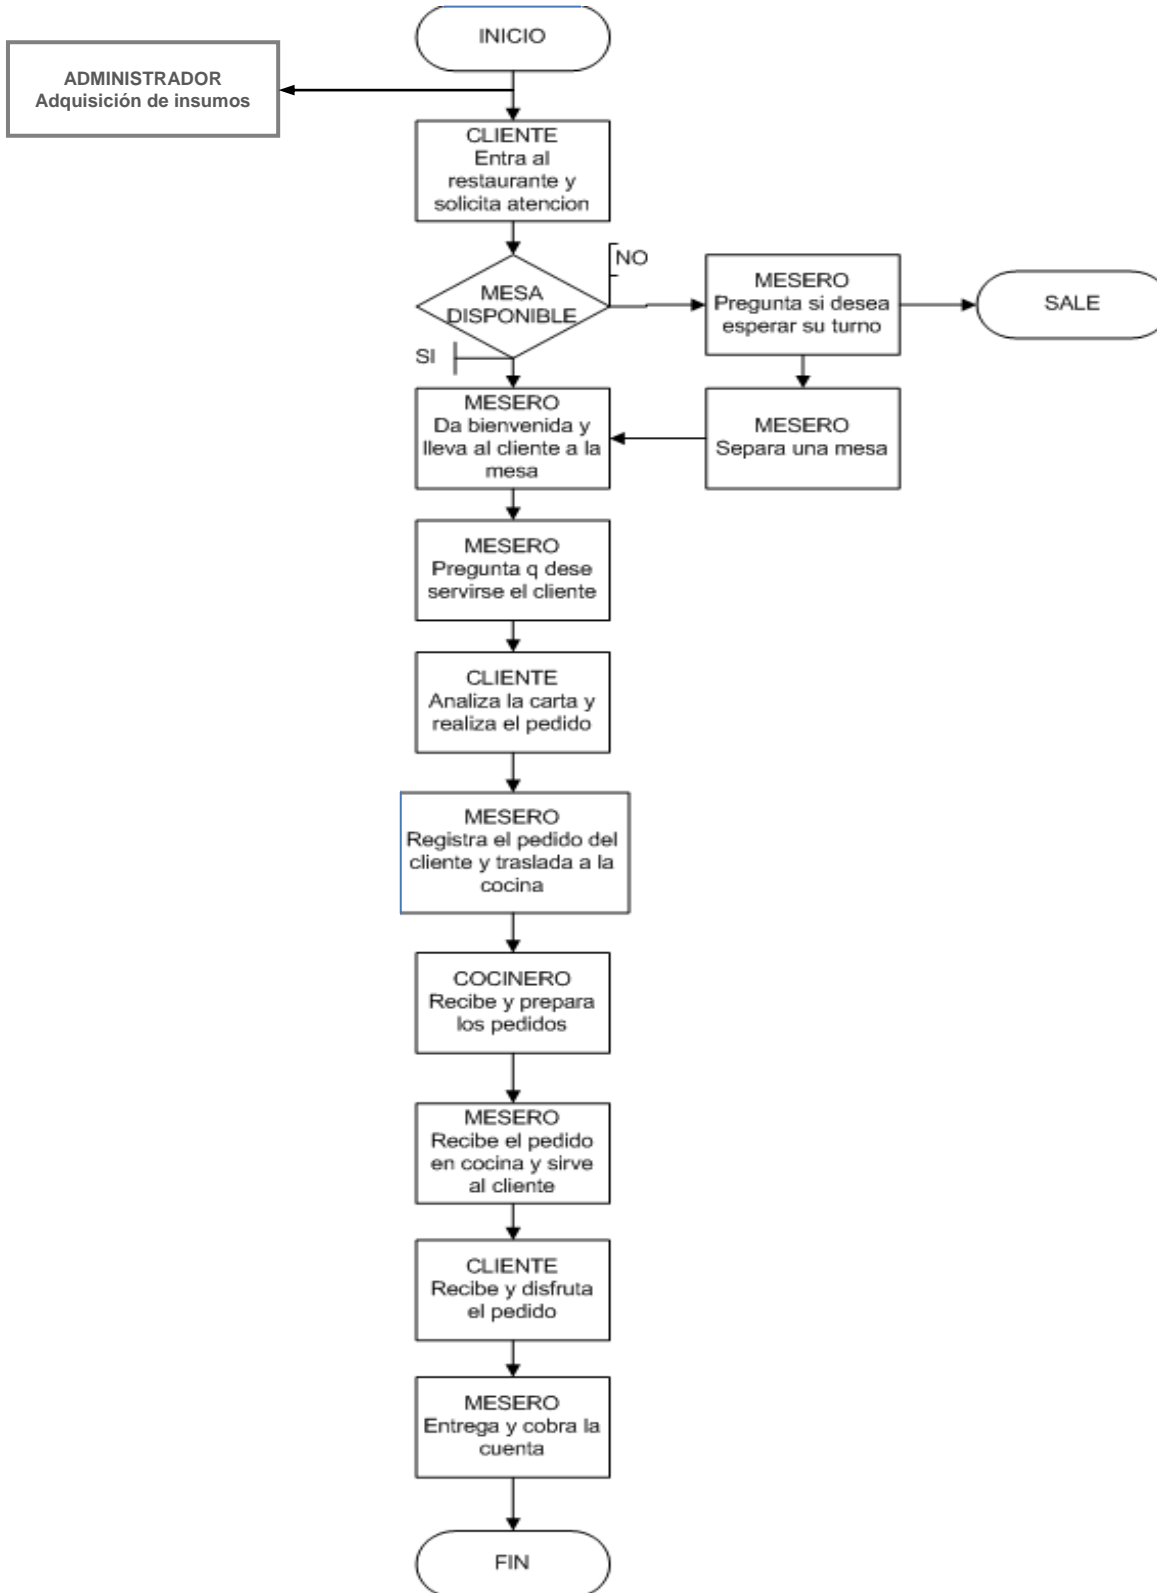 INICIO
ADMINISTRADOR
Adquisición de insumos
CLIENTE
Entra al
restaurante y
solicita atencion
NO
MESA
DISPONIBLE
SI
MESERO
Pregunta si desea
esperar su turno
SALE
MESERO
Da bienvenida y
lleva al cliente a la
mesa
MESERO
Separa una mesa
MESERO
Pregunta q dese
servirse el cliente
CLIENTE
Analiza la carta y
realiza el pedido
MESERO
Registra el pedido del
cliente y traslada a la
cocina
COCINERO
Recibe y prepara
los pedidos
MESERO
Recibe el pedido
en cocina y sirve
al cliente
CLIENTE
Recibe y disfruta
el pedido
MESERO
Entrega y cobra la
cuenta
FIN